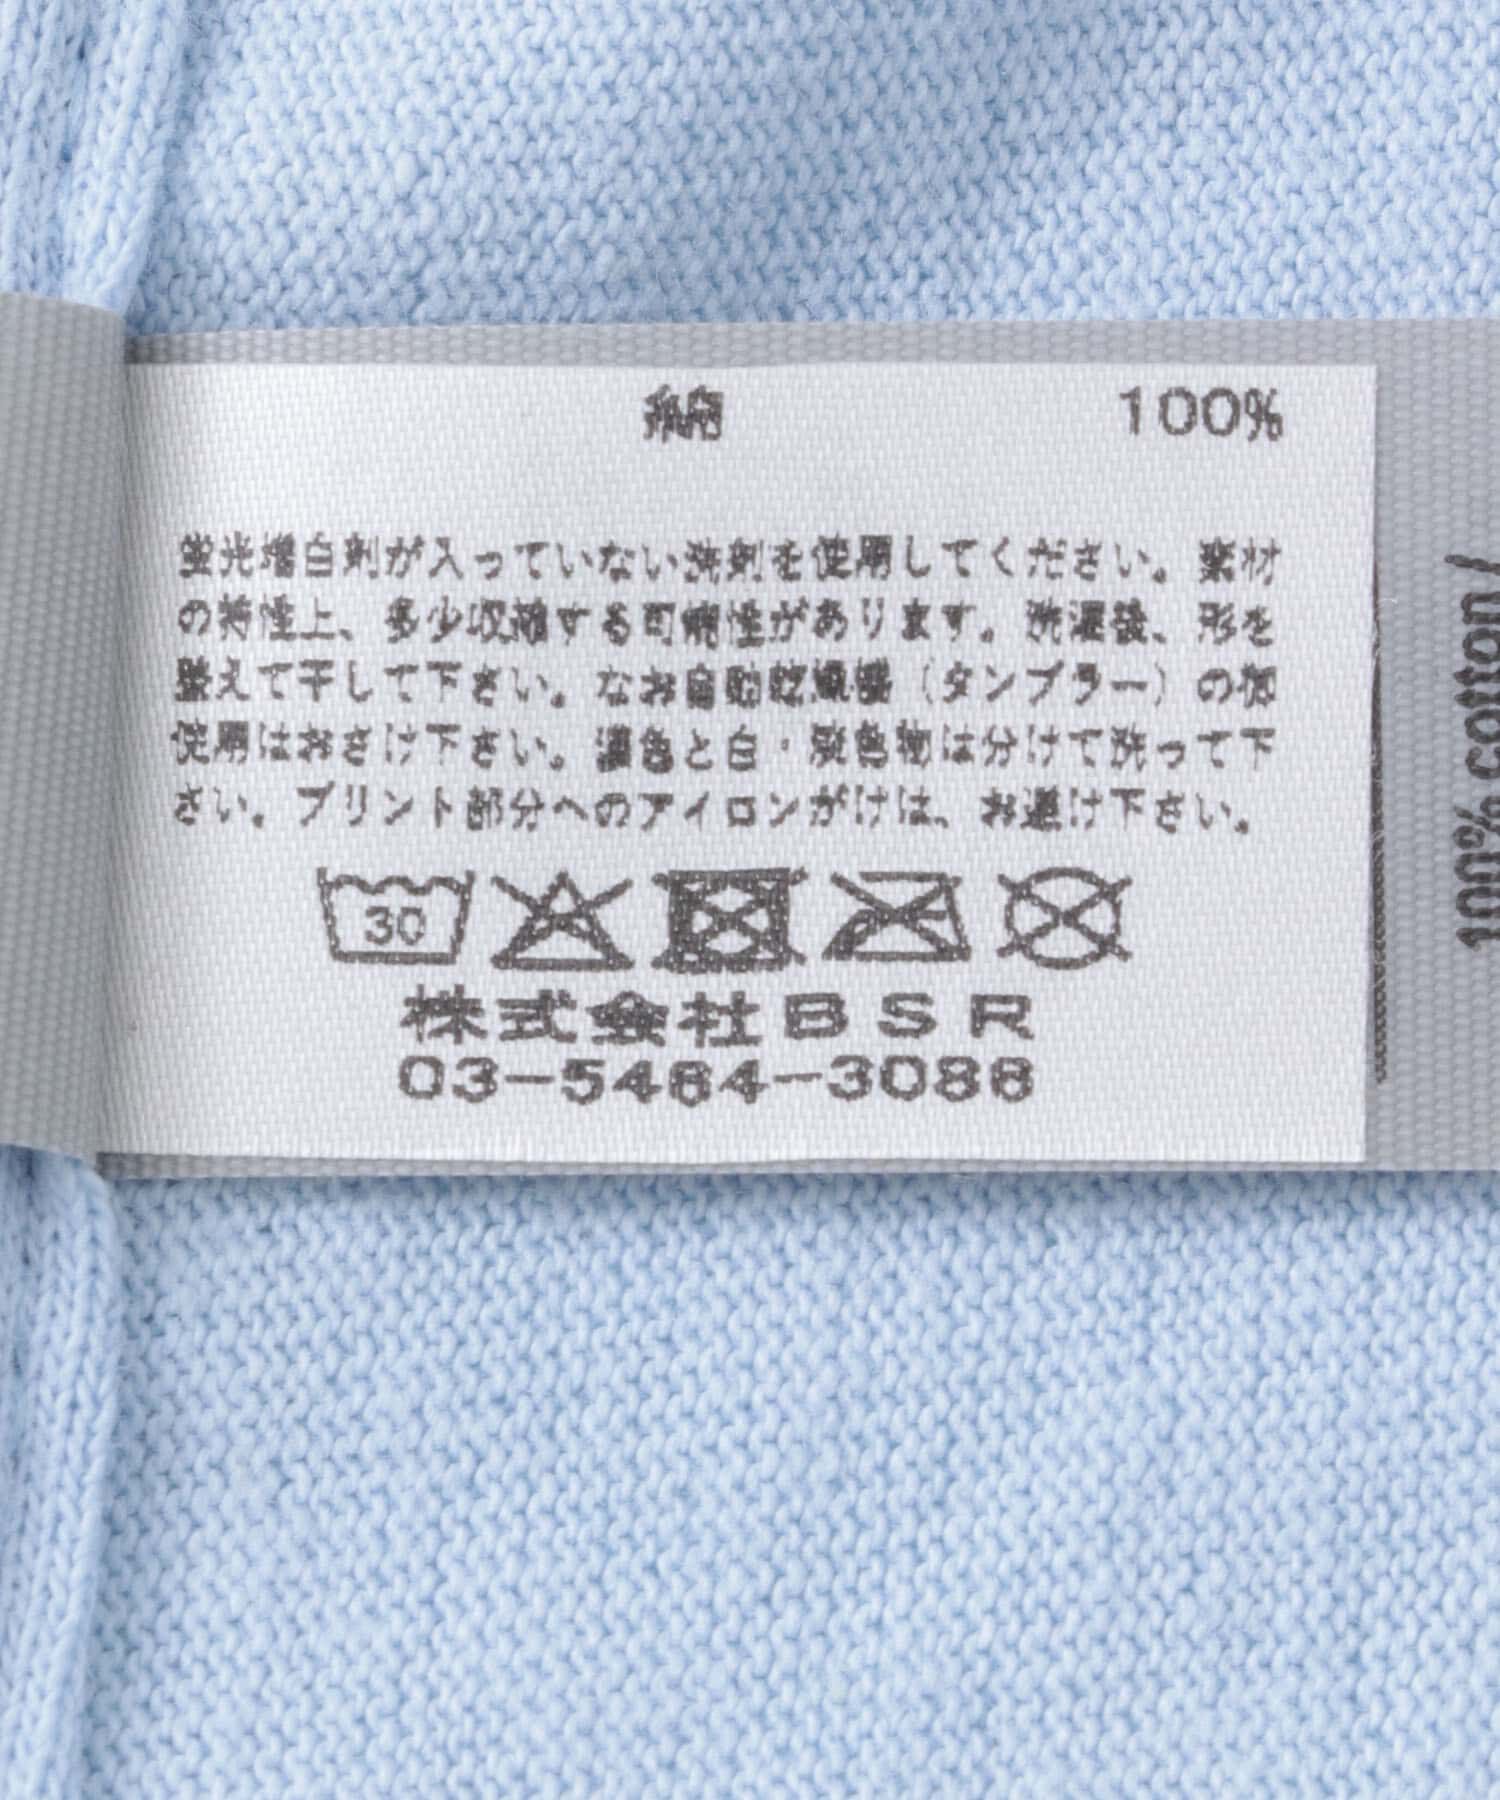 綿 100%
蛍光増白剤が入っていない洗剤を使用してください。素材
の特性上、多少収縮する可能性があります。洗濯後、形を
整えて干して下さい。なお自動乾燥機（タンブラー）の御
使用はおさけ下さい。濃色と白・淡色物は分けて洗って下
さい。プリント部分へのアイロンがけは、お避け下さい。
30
株式会社BSR
03-5464-3086
100% cotton /